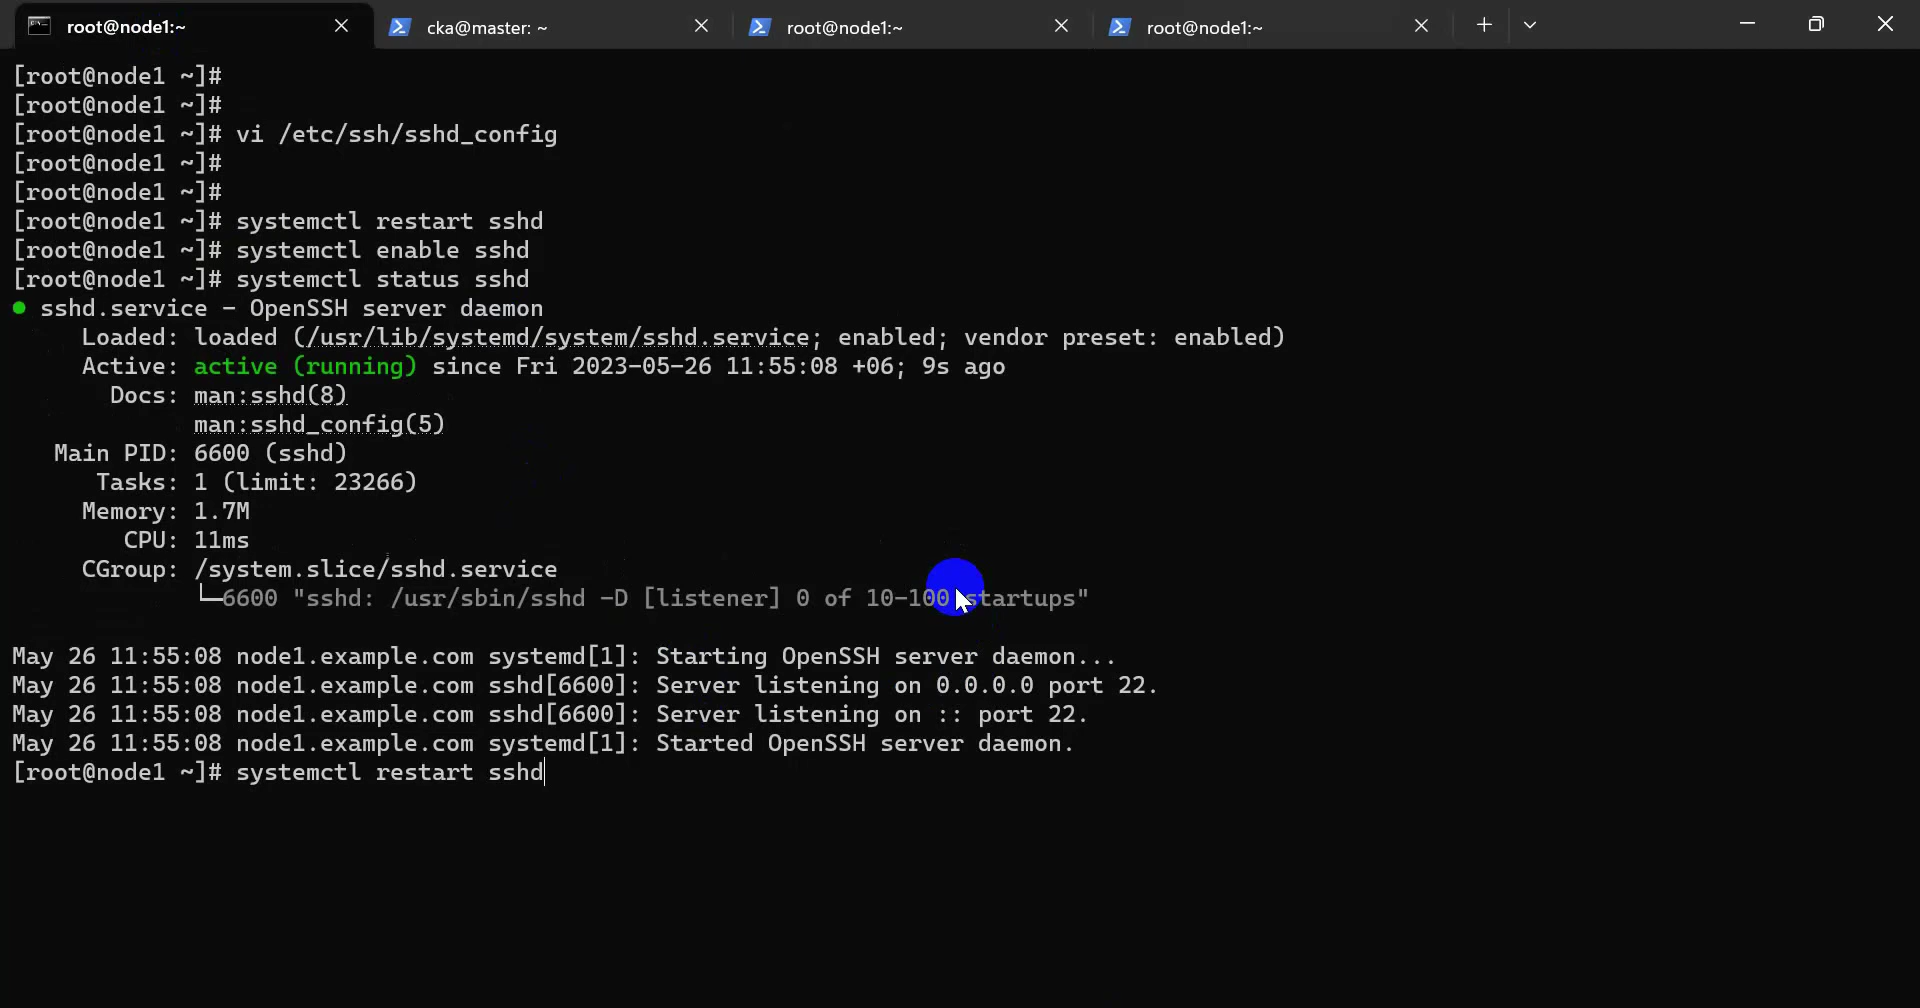 root@node1:~
cka@master: ~
root@node1:~
root@node1:~
[root@node1 ~]#
[root@node1 ~]#
[root@node1 ~]# vi /etc/ssh/sshd_config
[root@node1 ~]#
[root@node1 ~]#
[root@node1 ~]# systemctl restart sshd
[root@node1 ~]# systemctl enable sshd
[root@node1 ~]# systemctl status sshd
● sshd.service - OpenSSH server daemon
Loaded: loaded (/usr/lib/systemd/system/sshd.service; enabled; vendor preset: enabled)
Active: active (running) since Fri 2023-05-26 11:55:08 +06; 9s ago
Docs: man:sshd(8)
man:sshd_config(5)
Main PID: 6600 (sshd)
Tasks: 1 (limit: 23266)
Memory: 1.7M
CPU: 11ms
CGroup: /system.slice/sshd.service
└─6600 "sshd: /usr/sbin/sshd -D [listener] 0 of 10-100 startups"
May 26 11:55:08 node1.example.com systemd[1]: Starting OpenSSH server daemon...
May 26 11:55:08 node1.example.com sshd[6600]: Server listening on 0.0.0.0 port 22.
May 26 11:55:08 node1.example.com sshd[6600]: Server listening on :: port 22.
May 26 11:55:08 node1.example.com systemd[1]: Started OpenSSH server daemon.
[root@node1 ~]# systemctl restart sshd